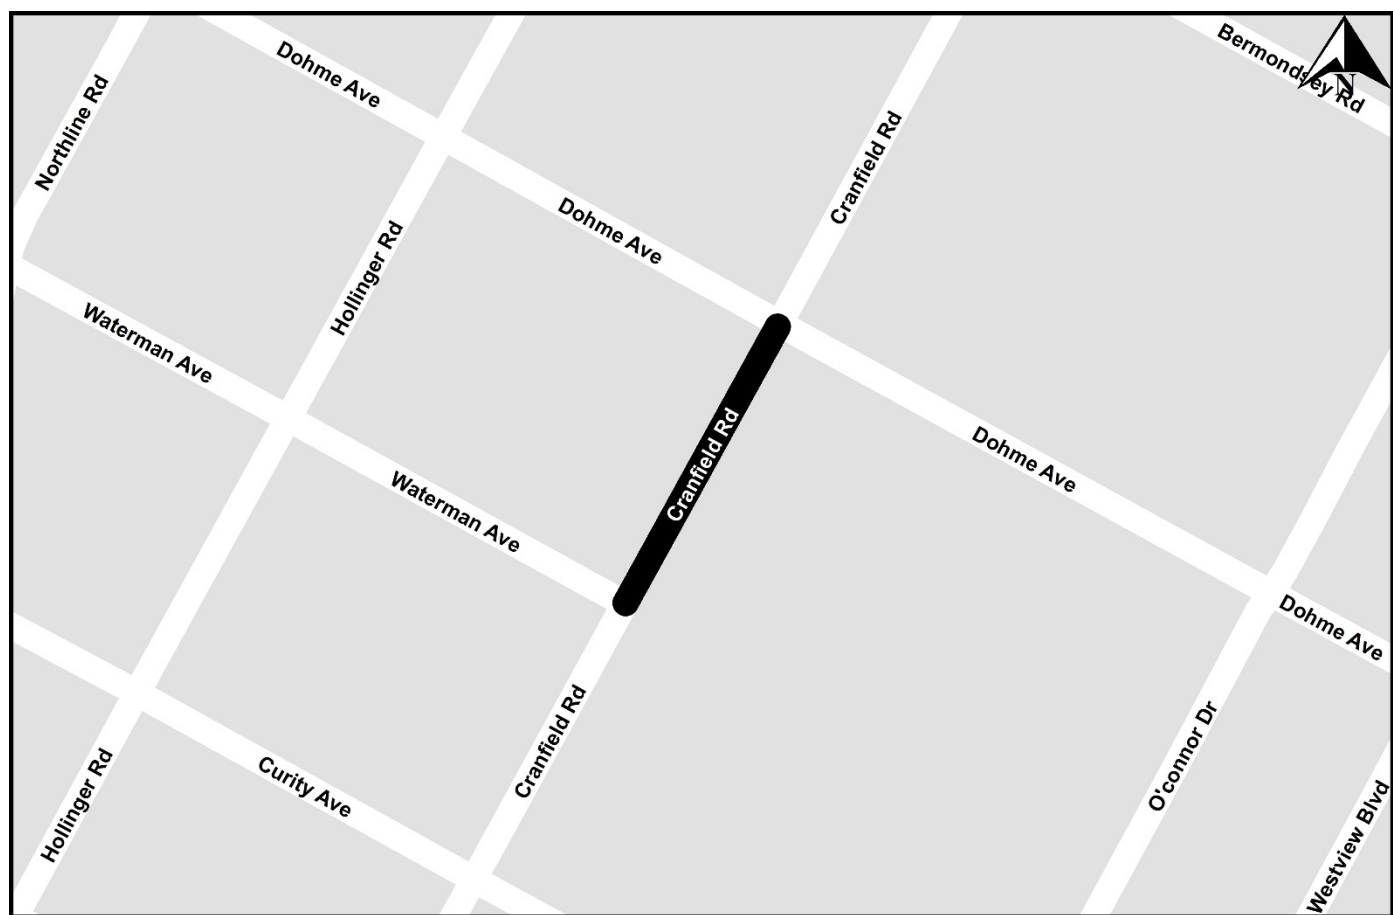 Bermondsey Rd
N
Dohme Ave
Northline Rd
Cranfield Rd
Dohme Ave
Hollinger Rd
Waterman Ave
Cranfield Rd
Dohme Ave
Waterman Ave
Dohme Ave
Cranfield Rd
O'connor Dr
Curity Ave
Hollinger Rd
Westview Blvd